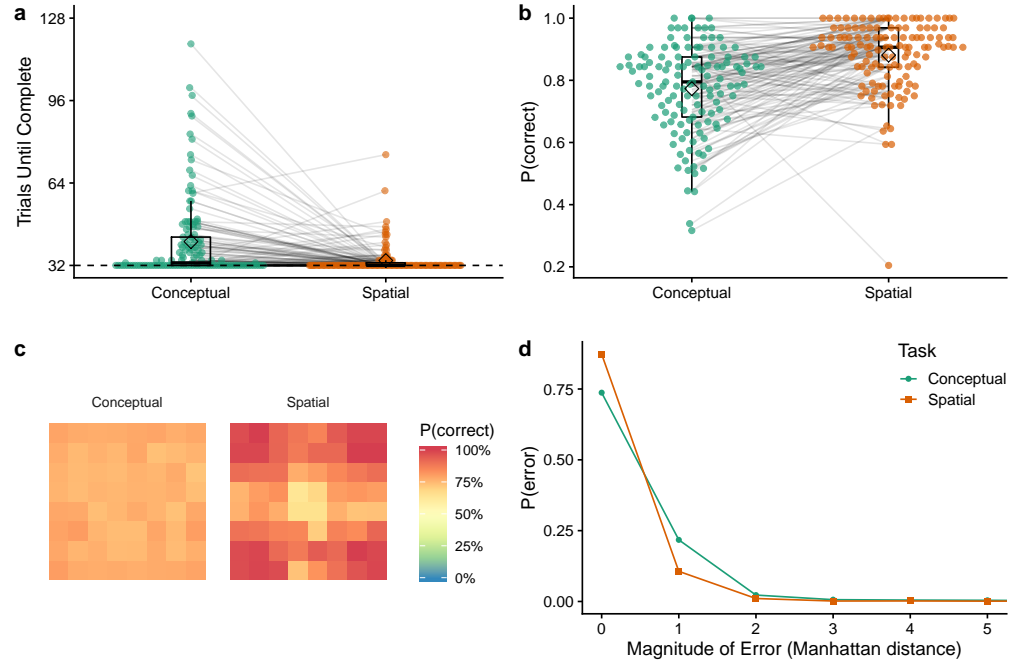 a
128
96
64
32
Trials Until Complete
Conceptual
Spatial
b
1.0
0.8
0.6
0.4
0.2
P(correct)
Conceptual
Spatial
c
Conceptual
Spatial
P(correct)
100%
75%
50%
25%
0%
d
0.75
0.50
0.25
0.00
P(error)
Task
Conceptual
Spatial
0 1 2 3 4 5
Magnitude of Error (Manhattan distance)